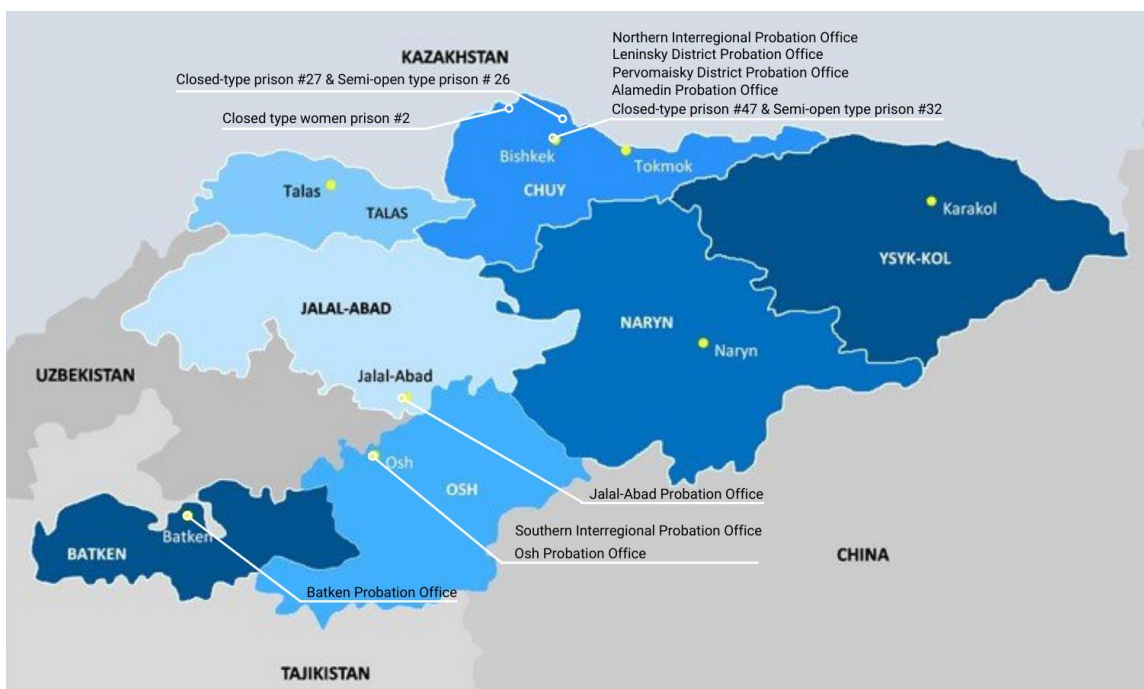 Northern Interregional Probation Office
Leninsky District Probation Office
KAZAKHSTAN
Pervomaisky District Probation Office
Closed-type prison #27 & Semi-open type prison # 26
Alamedin Probation Office
Closed-type prison #47 & Semi-open type prison #32
Closed type women prison #2
Bishkek
Tokmok
Talas
CHUY
TALAS
Karakol
YSYK-KOL
JALAL-ABAD
NARYN
Naryn
UZBEKISTAN
Jalal-Abad
Osh
OSH
Jalal-Abad Probation Office
Southern Interregional Probation Office
Batken
BATKEN
Osh Probation Office
CHINA
Batken Probation Office
TAJIKISTAN